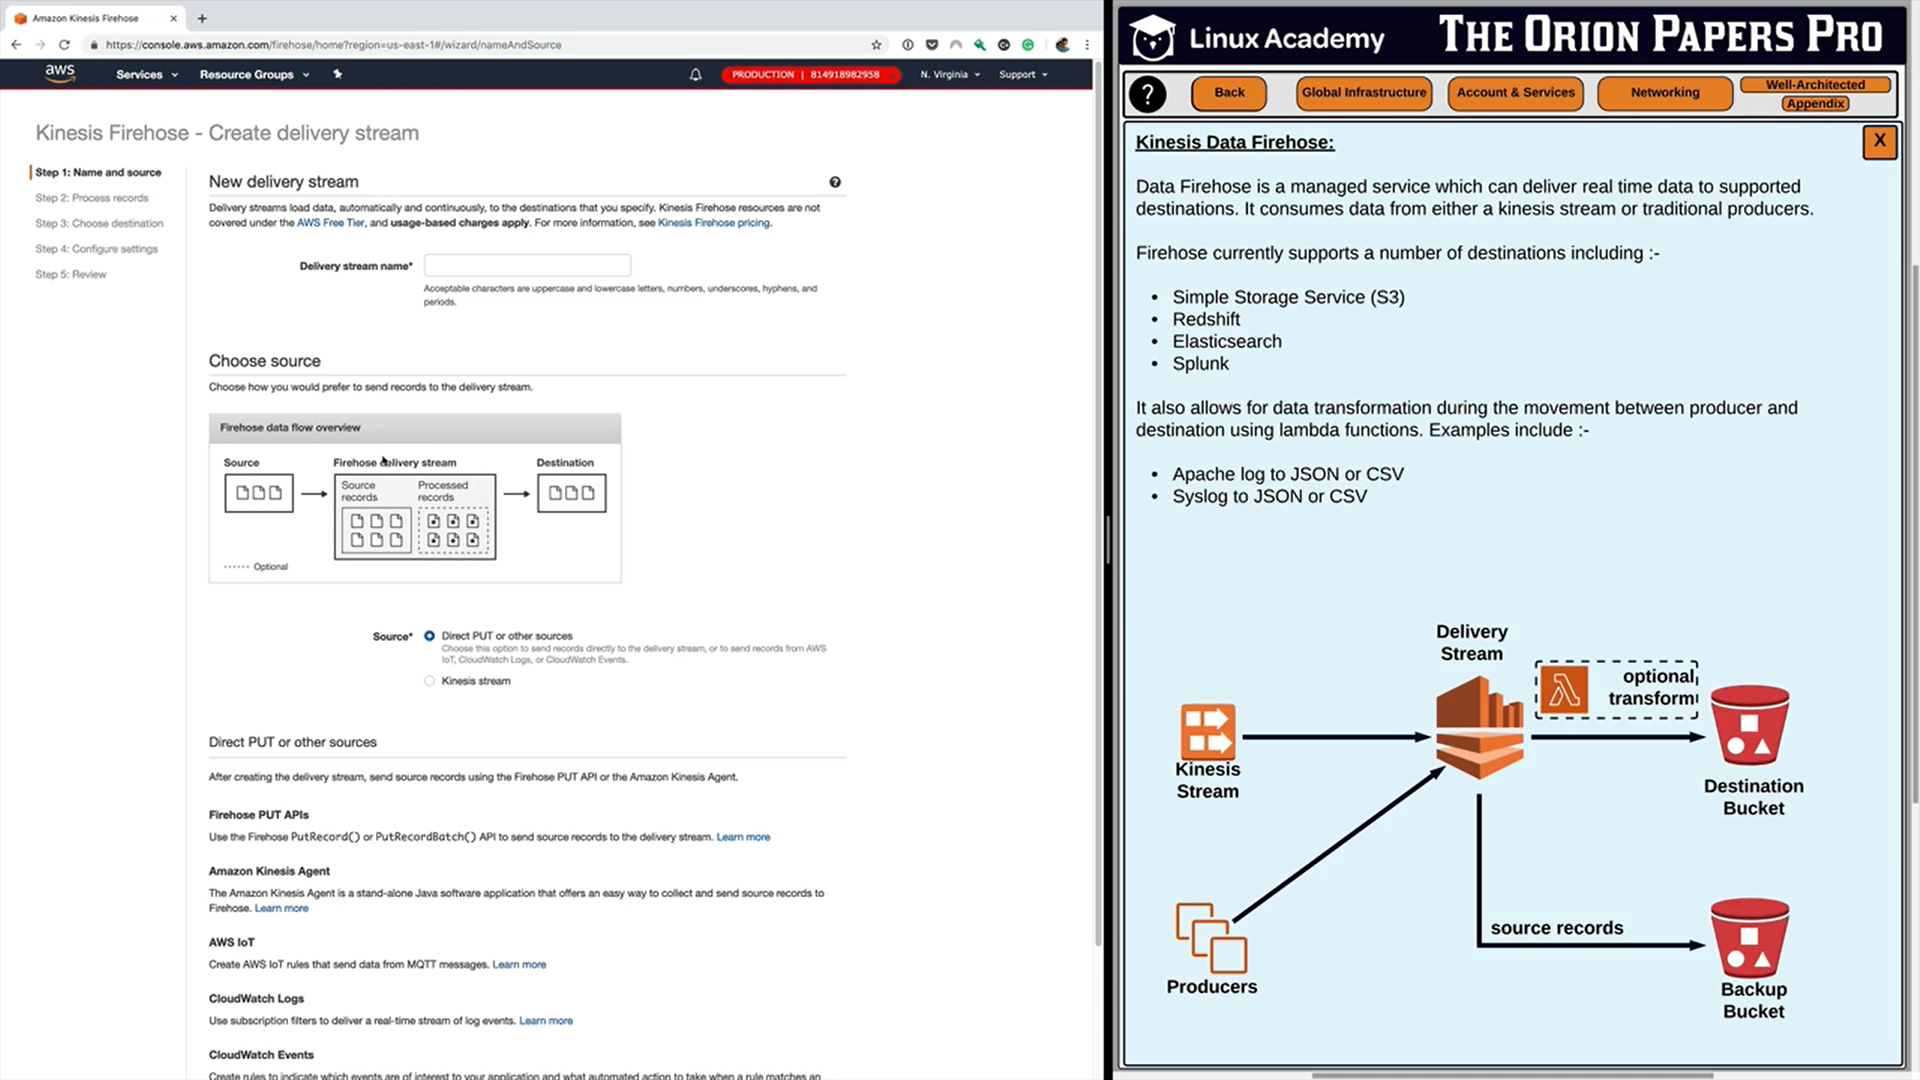 Amazon Kinesis Firehose
https://console.aws.amazon.com/firehose/home?region=us-east-1#/wizard/nameAndSource
aws
Services
Resource Groups
PRODUCTION | 814918982958
N. Virginia
Support
Kinesis Firehose - Create delivery stream
Step 1: Name and source
Step 2: Process records
Step 3: Choose destination
Step 4: Configure settings
Step 5: Review
New delivery stream
Delivery streams load data, automatically and continuously, to the destinations that you specify. Kinesis Firehose resources are not
covered under the AWS Free Tier, and usage-based charges apply. For more information, see Kinesis Firehose pricing.
Delivery stream name*
Acceptable characters are uppercase and lowercase letters, numbers, underscores, hyphens, and
periods.
Choose source
Choose how you would prefer to send records to the delivery stream.
Firehose data flow overview
Source
Firehose delivery stream
Destination
Source
records
Processed
records
Optional
Source*
Direct PUT or other sources
Choose this option to send records directly to the delivery stream, or to send records from AWS
IoT, CloudWatch Logs, or CloudWatch Events.
Kinesis stream
Direct PUT or other sources
After creating the delivery stream, send source records using the Firehose PUT API or the Amazon Kinesis Agent.
Firehose PUT APIs
Use the Firehose PutRecord() or PutRecordBatch() API to send source records to the delivery stream. Learn more
Amazon Kinesis Agent
The Amazon Kinesis Agent is a stand-alone Java software application that offers an easy way to collect and send source records to
Firehose. Learn more
AWS IoT
Create AWS IoT rules that send data from MQTT messages. Learn more
CloudWatch Logs
Use subscription filters to deliver a real-time stream of log events. Learn more
CloudWatch Events
Create rules to indicate which events are of interest to your application and what automated action to take when a rule matches an
Linux Academy
THE ORION PAPERS PRO
?
Back
Global Infrastructure
Account & Services
Networking
Well-Architected
Appendix
Kinesis Data Firehose:
X
Data Firehose is a managed service which can deliver real time data to supported
destinations. It consumes data from either a kinesis stream or traditional producers.
Firehose currently supports a number of destinations including :-
• Simple Storage Service (S3)
• Redshift
• Elasticsearch
• Splunk
It also allows for data transformation during the movement between producer and
destination using lambda functions. Examples include :-
• Apache log to JSON or CSV
• Syslog to JSON or CSV
Delivery
Stream
optional
transform
Kinesis
Stream
Destination
Bucket
source records
Producers
Backup
Bucket